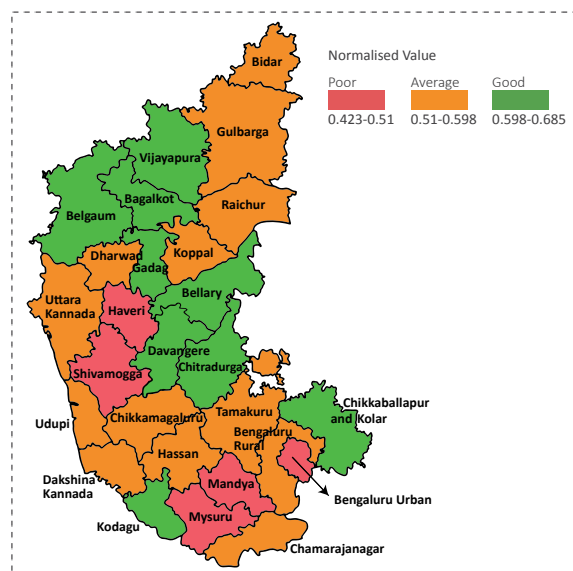 Normalised Value
Poor
Average
Good
0.423-0.51
0.51-0.598
0.598-0.685
Bidar
Gulbarga
Vijayapura
Bagalkot
Raichur
Belgaum
Dharwad
Koppal
Gadag
Bellary
Uttara
Kannada
Haveri
Davangere
Chitradurga
Shivamogga
Chikkaballapur
and Kolar
Chikkamagaluru
Tamakuru
Udupi
Bengaluru
Rural
Hassan
Dakshina
Kannada
Mandya
Bengaluru Urban
Kodagu
Mysuru
Chamarajanagar